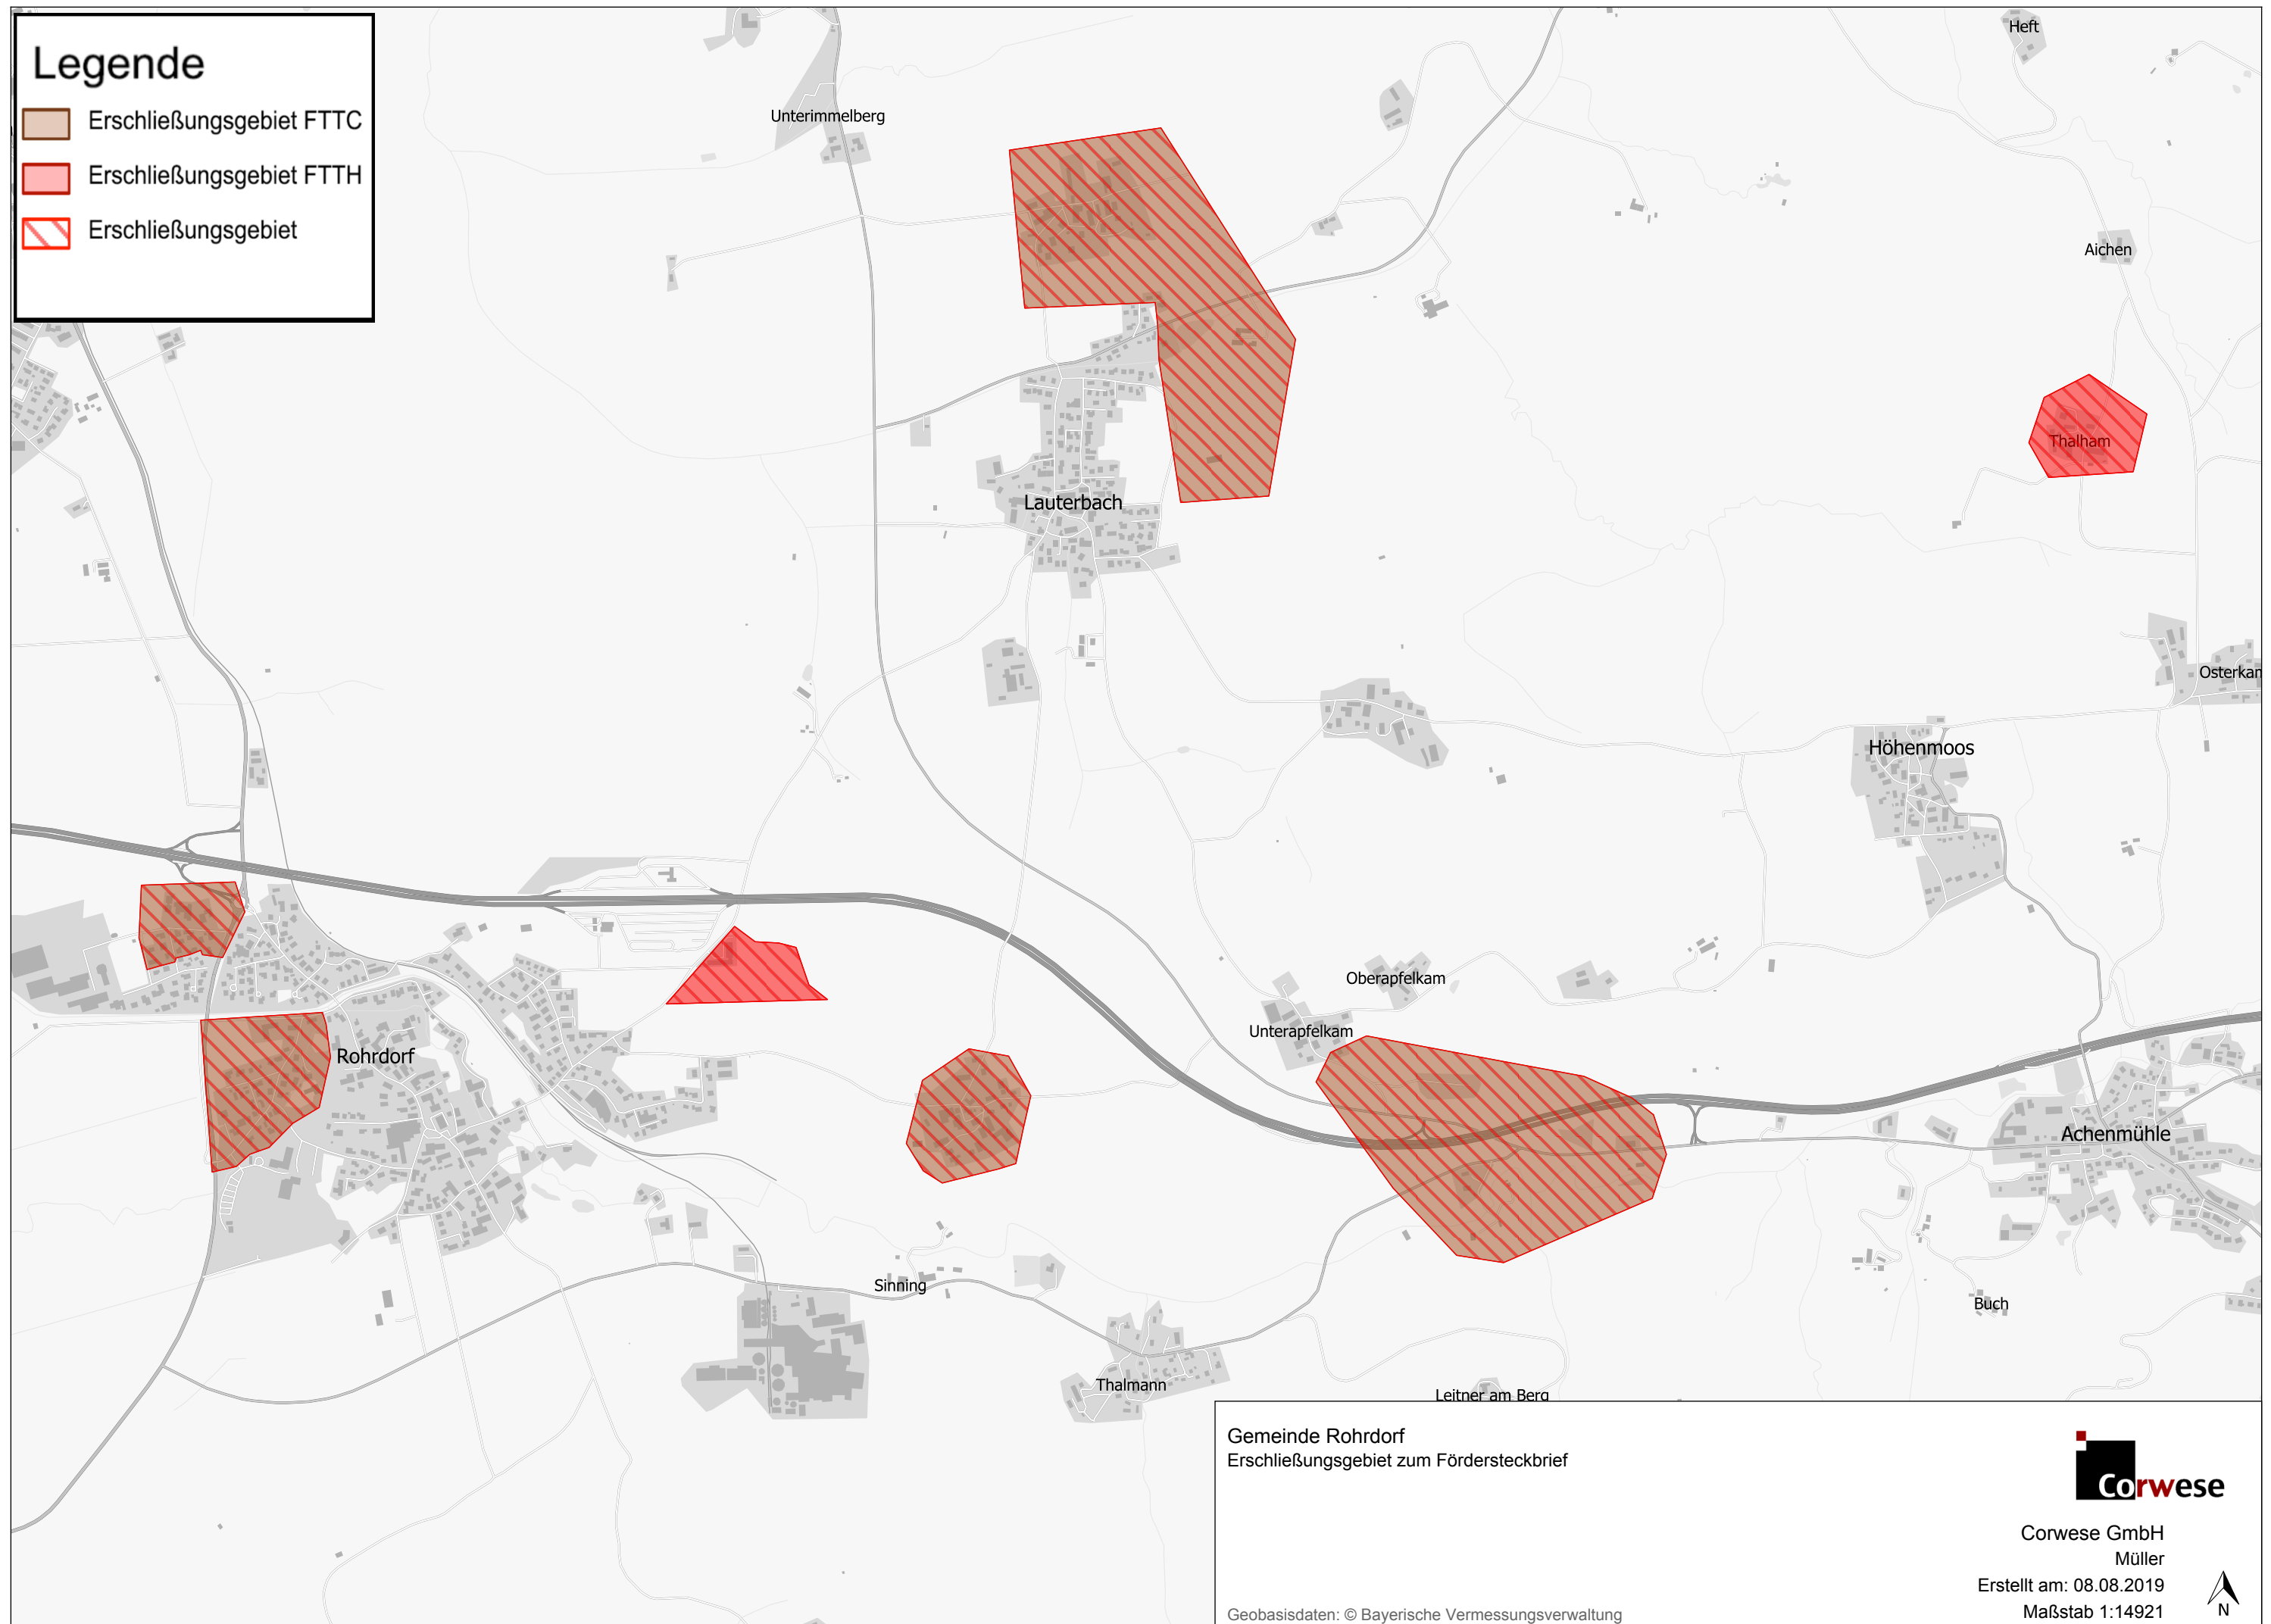 Legende
Erschließungsgebiet FTTC
Erschließungsgebiet FTTH
Erschließungsgebiet
Heft
Unterimmelberg
Aichen
Thalham
Lauterbach
Osterkam
Höhenmoos
Oberapfelkam
Unterapfelkam
Rohrdorf
Achenmühle
Sinning
Buch
Thalmann
Leitner am Berg
Gemeinde Rohrdorf
Erschließungsgebiet zum Fördersteckbrief
Corwese
Corwese GmbH
Müller
Erstellt am: 08.08.2019
Maßstab 1:14921
N
Geobasisdaten: © Bayerische Vermessungsverwaltung